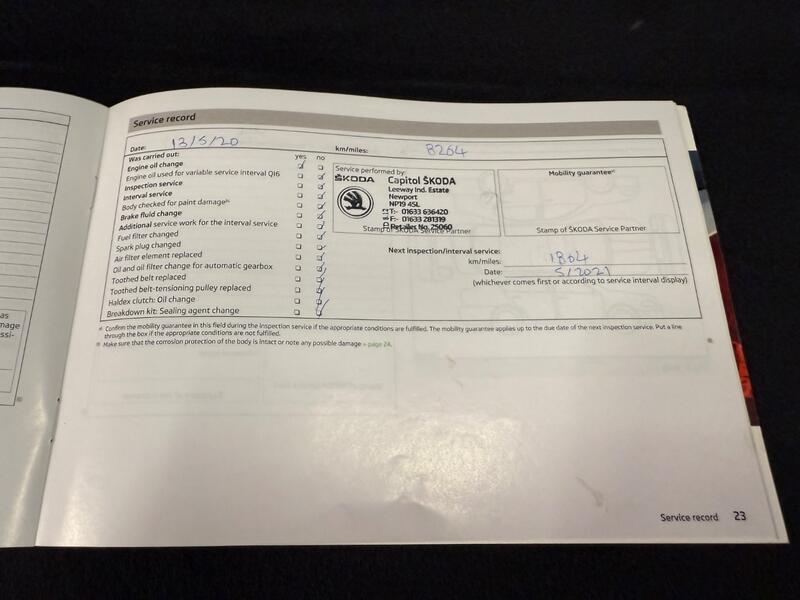 Service record
Date: 13/5/20 km/miles: 8264
Was carried out: yes no
Engine oil change
Engine oil used for variable service interval QI6
Inspection service
Interval service
Body checked for paint damageᵇ⁾
Brake fluid change
Additional service work for the interval service
Fuel filter changed
Spark plug changed
Air filter element replaced
Oil and oil filter change for automatic gearbox
Toothed belt replaced
Toothed belt-tensioning pulley replaced
Haldex clutch: Oil change
Breakdown kit: Sealing agent change
Service performed by:
ŠKODA Capitol ŠKODA
Leeway Ind. Estate
Newport
NP19 4SL
T:- 01633 636420
F:- 01633 281319
Retailer No. 25060
Stamp of ŠKODA Service Partner
Mobility guaranteeᵃ⁾
Stamp of ŠKODA Service Partner
Next inspection/interval service:
km/miles: 1864
Date: 5/2021
(whichever comes first or according to service interval display)
ᵃ⁾ Confirm the mobility guarantee in this field during the inspection service if the appropriate conditions are fulfilled. The mobility guarantee applies up to the due date of the next inspection service. Put a line
through the box if the appropriate conditions are not fulfilled.
ᵇ⁾ Make sure that the corrosion protection of the body is intact or note any possible damage » page 24.
Service record 23
as
mage
ssi-